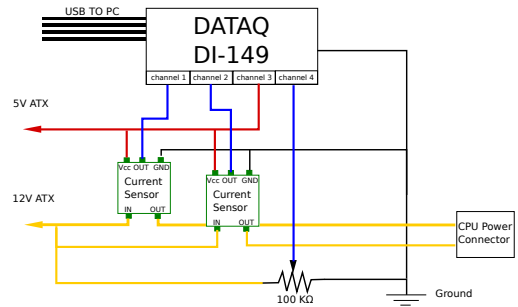 USB TO PC
DATAQ
DI-149
channel 1 channel 2 channel 3 channel 4
5V ATX
Vcc OUT GND
Current
Sensor
IN OUT
Vcc OUT GND
Current
Sensor
IN OUT
12V ATX
CPU Power
Connector
100 KΩ
Ground